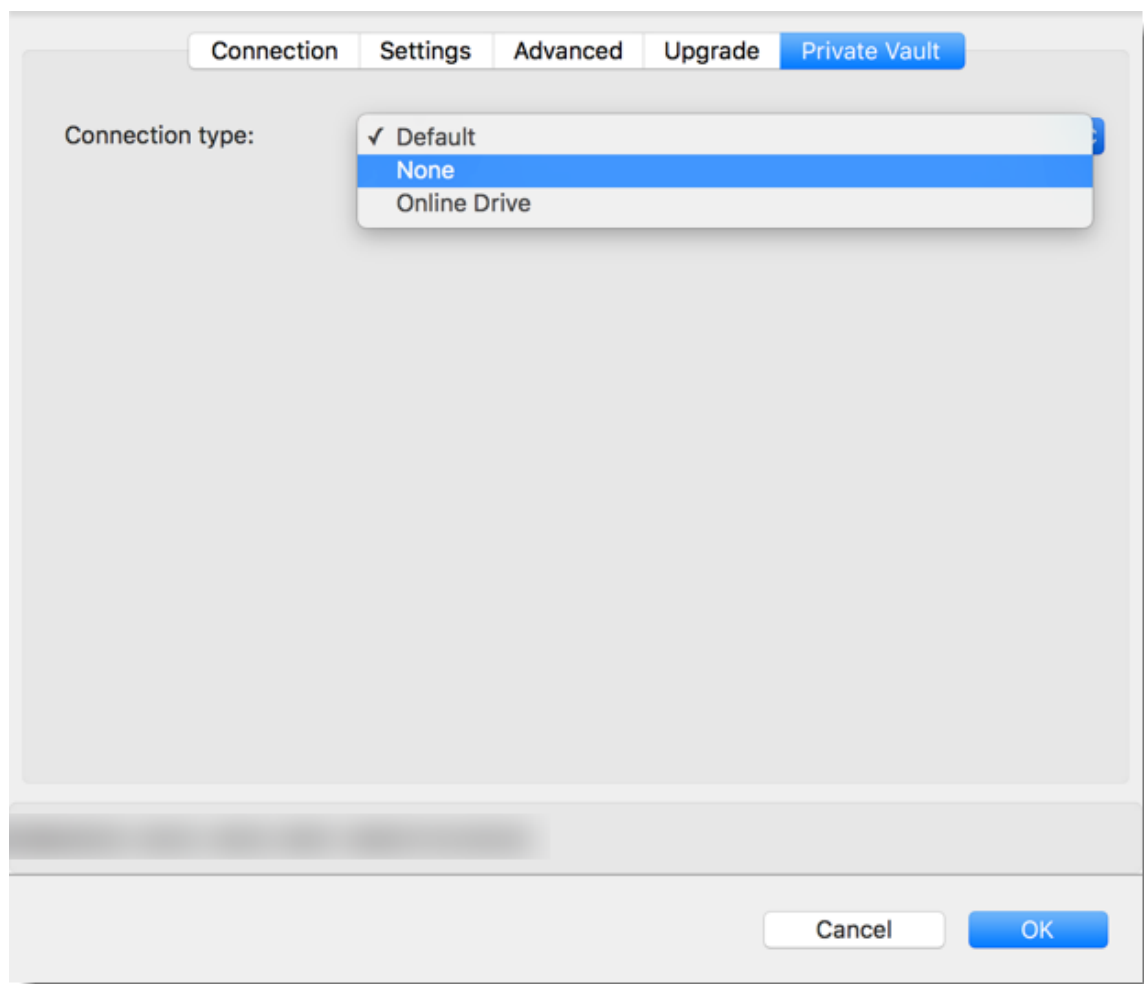 Connection Settings Advanced Upgrade Private Vault
Connection type:
✓ Default
None
Online Drive
Cancel OK